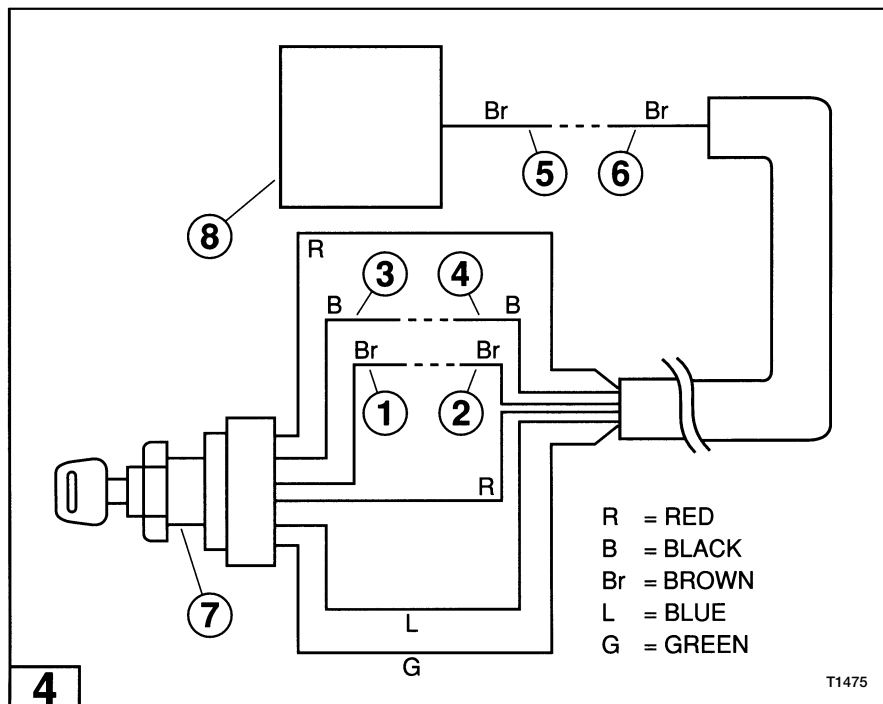 Br Br
5 6
8
R
3 4
B B
Br Br
1 2
R
R = RED
B = BLACK
Br = BROWN
7
L = BLUE
L
G = GREEN
G
4
T1475